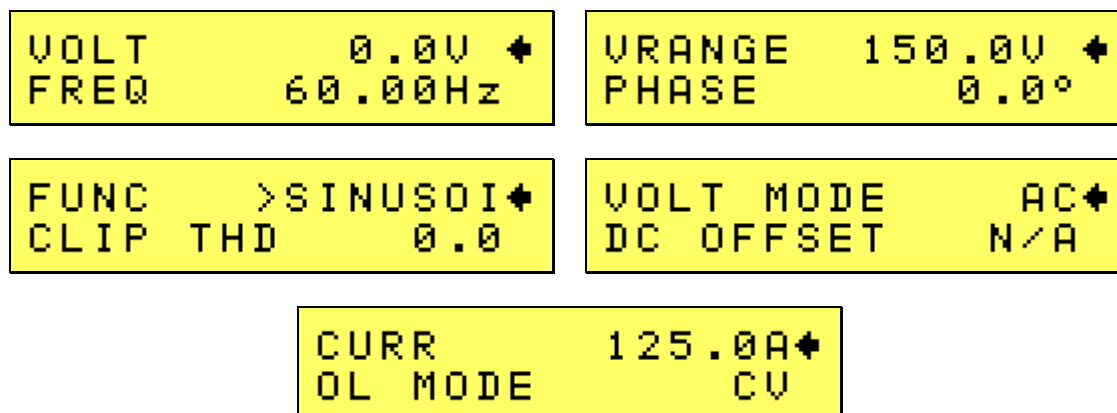 VOLT 0.0V ←
FREQ 60.00Hz
VRANGE 150.0V ←
PHASE 0.0°
FUNC >SINUSOI←
CLIP THD 0.0
VOLT MODE AC←
DC OFFSET N/A
CURR 125.0A←
OL MODE CV